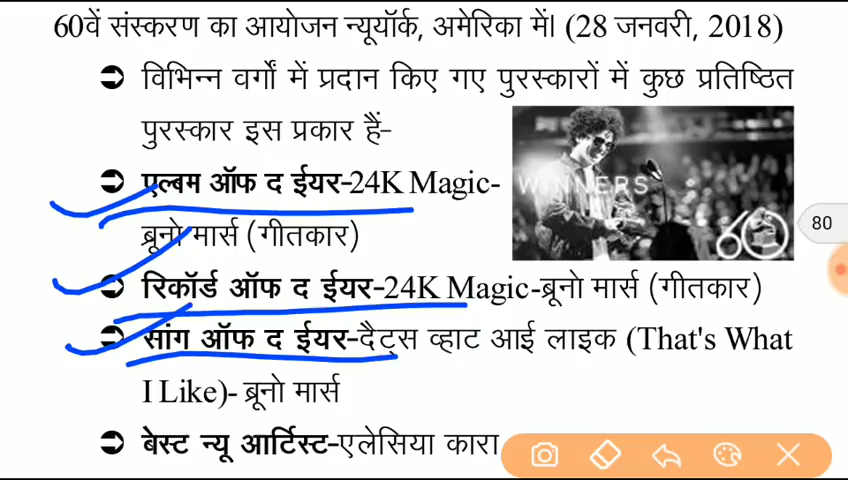 60वें संस्करण का आयोजन न्यूयॉर्क, अमेरिका में। (28 जनवरी, 2018)
➲ विभिन्न वर्गों में प्रदान किए गए पुरस्कारों में कुछ प्रतिष्ठित
पुरस्कार इस प्रकार हैं-
➲ एल्बम ऑफ द ईयर-24K Magic-
WINNERS
60
80
ब्रूनो मार्स (गीतकार)
➲ रिकॉर्ड ऑफ द ईयर-24K Magic-ब्रूनो मार्स (गीतकार)
➲ सांग ऑफ द ईयर-दैट्स व्हाट आई लाइक (That's What
I Like)- ब्रूनो मार्स
➲ बेस्ट न्यू आर्टिस्ट-एलेसिया कारा